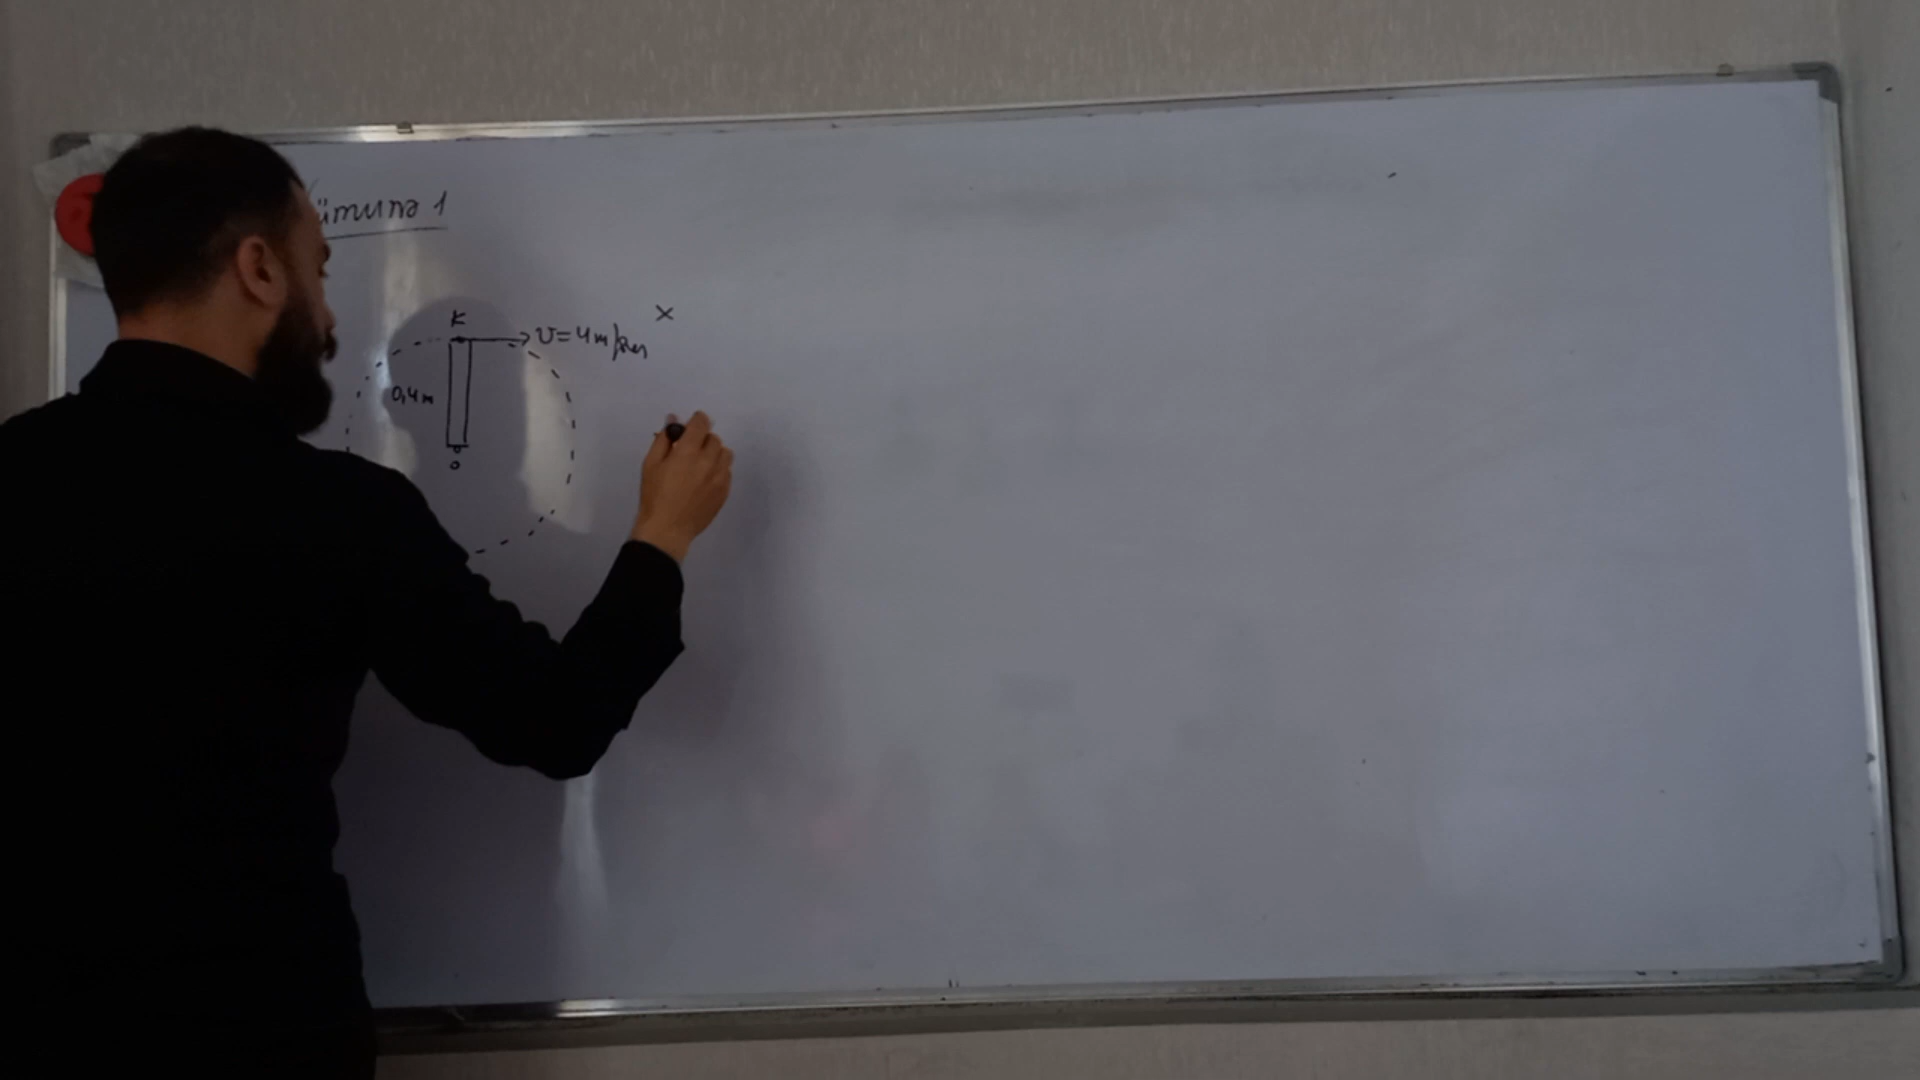 ümunə 1
K
×
υ=4m/san
0,4m
O